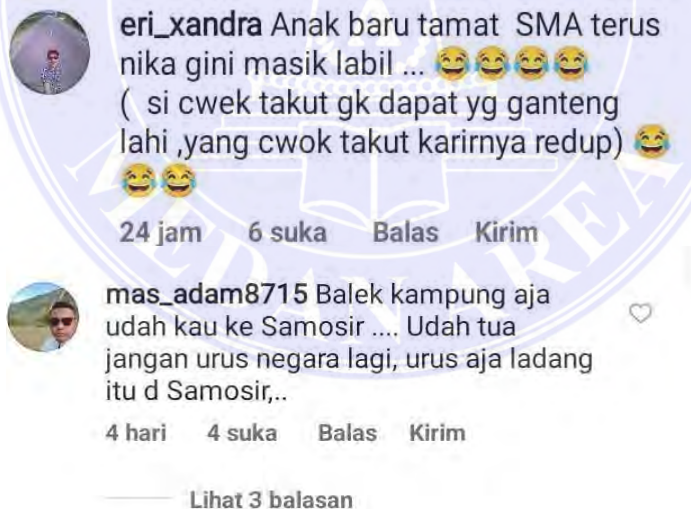 eri_xandra Anak baru tamat SMA terus
nika gini masik labil ... 😂😂😂😂
( si cwek takut gk dapat yg ganteng
lahi ,yang cwok takut karirnya redup) 😂
😂😂
24 jam 6 suka Balas Kirim
mas_adam8715 Balek kampung aja
udah kau ke Samosir .... Udah tua
jangan urus negara lagi, urus aja ladang
itu d Samosir,..
4 hari 4 suka Balas Kirim
Lihat 3 balasan
MEDAN AREA